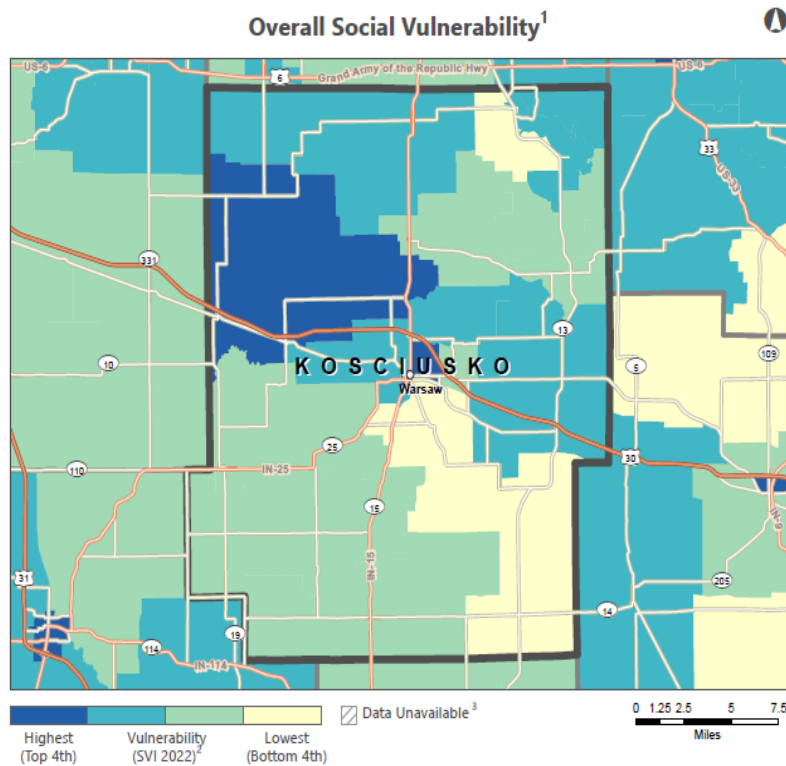 Overall Social Vulnerability1
US-6
6
Grand Army of the Republic Hwy
US-6
33
US-33
331
13
10
5
109
KOSCIUSKO
Warsaw
25
110
IN-25
30
15
IN-9
IN-15
31
205
14
19
114
IN-114
Data Unavailable 3
0 1.25 2.5 5 7.5
Miles
Highest
(Top 4th)
Vulnerability
(SVI 2022)2
Lowest
(Bottom 4th)